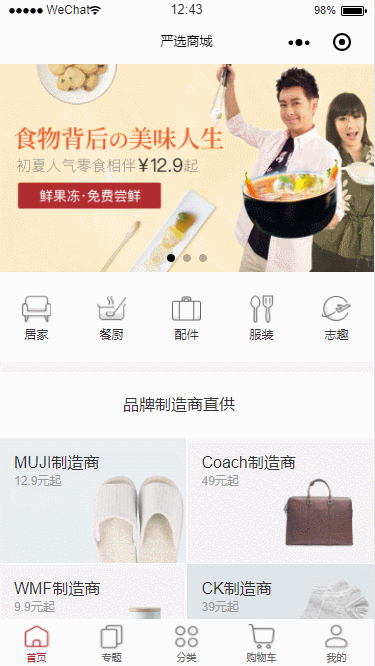 WeChat 12:43 98%
严选商城
食物背后の美味人生
初夏人气零食相伴¥12.9起
鲜果冻·免费尝鲜
居家 餐厨 配件 服装 志趣
品牌制造商直供
MUJI制造商
12.9元起
Coach制造商
49元起
WMF制造商
9.9元起
CK制造商
39元起
首页 专题 分类 购物车 我的